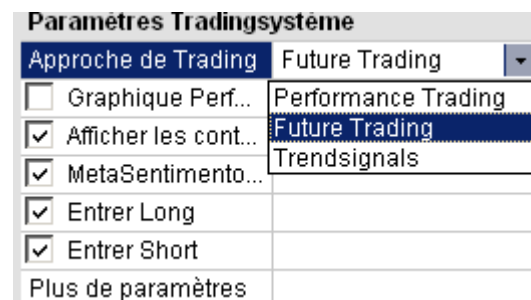 Paramètres Tradingsystéme
Approche de Trading Future Trading
Graphique Perf... Performance Trading
Afficher les cont... Future Trading
Trendsignals
MetaSentimento...
Entrer Long
Entrer Short
Plus de paramètres